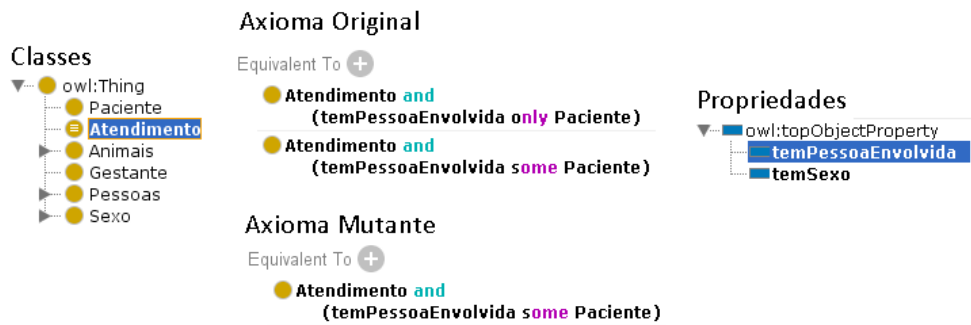 Classes
owl:Thing
Paciente
Atendimento
Animais
Gestante
Pessoas
Sexo
Axioma Original
Equivalent To
Atendimento and
(temPessoaEnvolvida only Paciente)
Atendimento and
(temPessoaEnvolvida some Paciente)
Axioma Mutante
Equivalent To
Atendimento and
(temPessoaEnvolvida some Paciente)
Propriedades
owl:topObjectProperty
temPessoaEnvolvida
temSexo